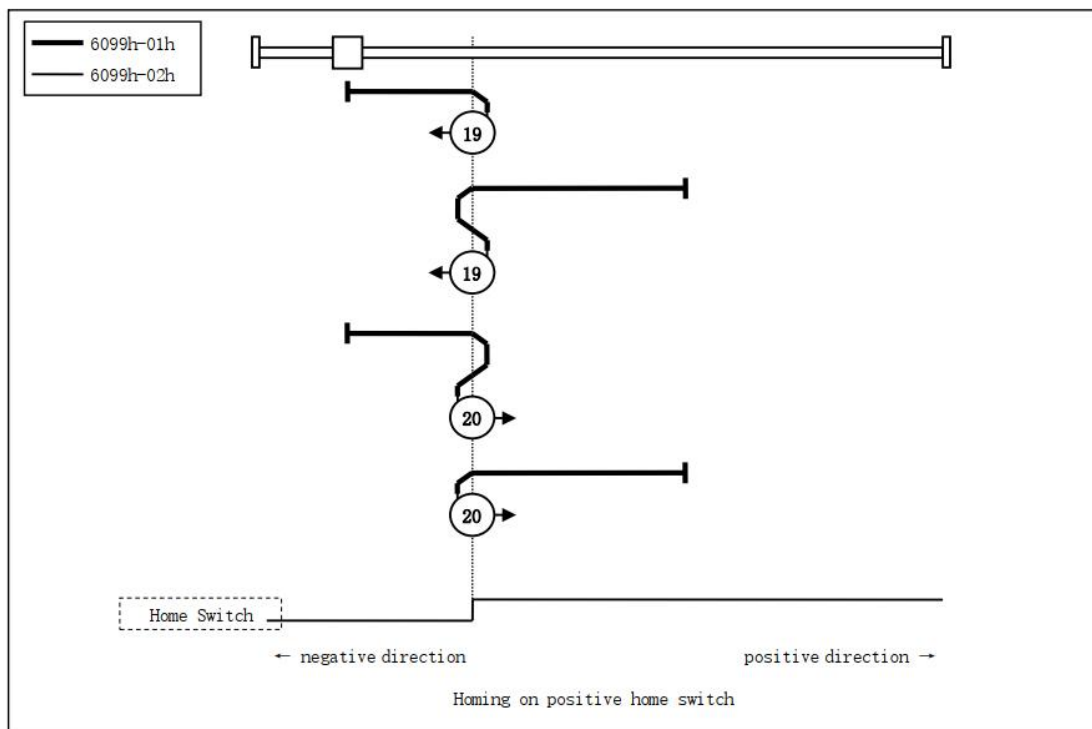 6099h-01h
6099h-02h
19
19
20
20
Home Switch
← negative direction
positive direction →
Homing on positive home switch